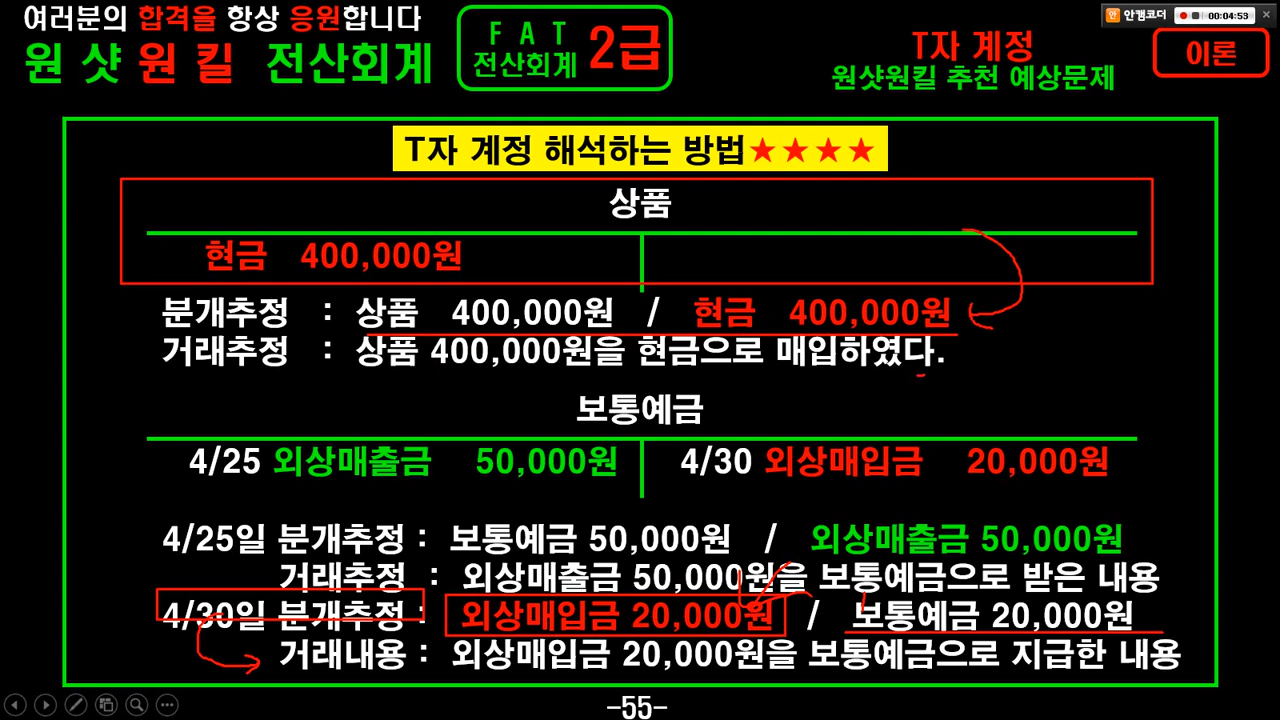 여러분의 합격을 항상 응원합니다
원 샷 원 킬 전산회계
F A T
전산회계 2급
안캠코더 00:04:53
T자 계정
원샷원킬 추천 예상문제
이론
T자 계정 해석하는 방법★★★★
상품
현금 400,000원
분개추정 : 상품 400,000원 / 현금 400,000원
거래추정 : 상품 400,000원을 현금으로 매입하였다.
보통예금
4/25 외상매출금 50,000원 4/30 외상매입금 20,000원
4/25일 분개추정 : 보통예금 50,000원 / 외상매출금 50,000원
거래추정 : 외상매출금 50,000원을 보통예금으로 받은 내용
4/30일 분개추정 : 외상매입금 20,000원 / 보통예금 20,000원
거래내용 : 외상매입금 20,000원을 보통예금으로 지급한 내용
-55-